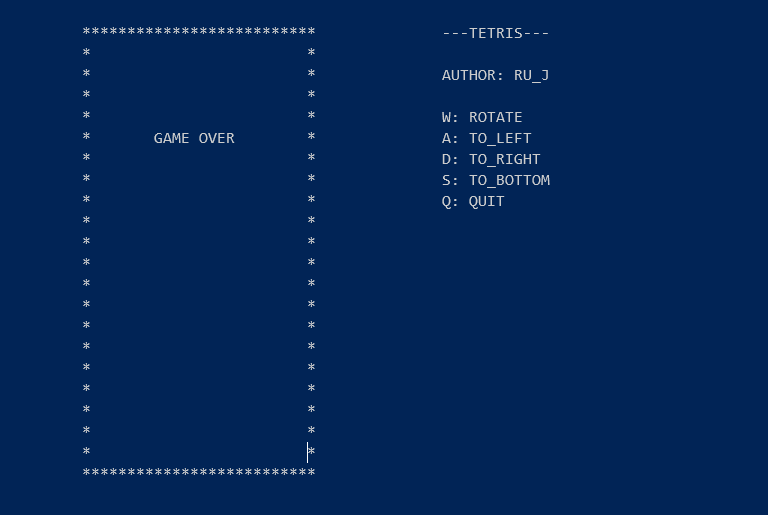 **************************
---TETRIS---
AUTHOR: RU_J
W: ROTATE
GAME OVER
A: TO_LEFT
D: TO_RIGHT
S: TO_BOTTOM
Q: QUIT
**************************